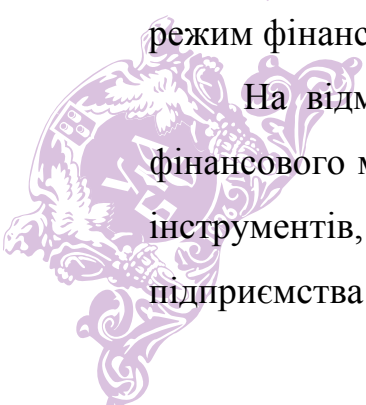 режим фінанс
На відм
фінансового м
інструментів,
підприємства